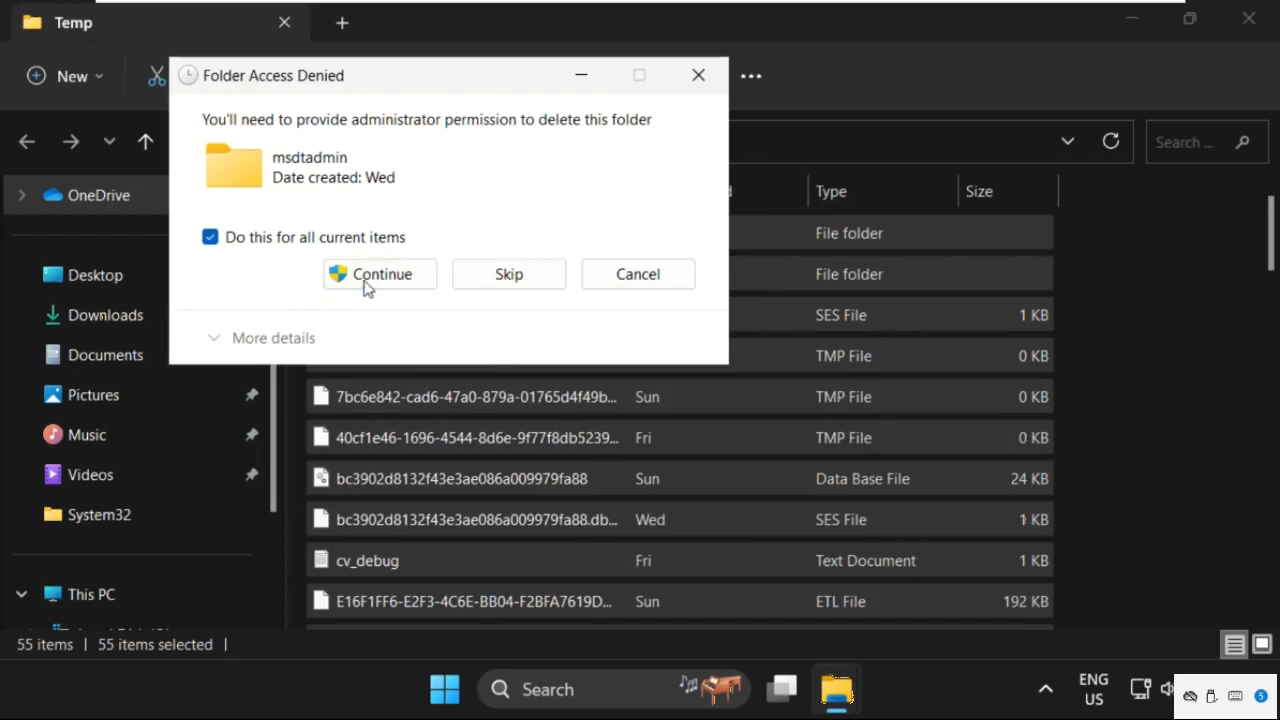 Temp
New
Folder Access Denied
You'll need to provide administrator permission to delete this folder
msdtadmin
Date created: Wed
Do this for all current items
Continue
Skip
Cancel
More details
Search ...
Type
Size
OneDrive
File folder
Desktop
File folder
Downloads
SES File 1 KB
Documents
TMP File 0 KB
Pictures
7bc6e842-cad6-47a0-879a-01765d4f49b... Sun TMP File 0 KB
Music
40cf1e46-1696-4544-8d6e-9f77f8db5239... Fri TMP File 0 KB
Videos
bc3902d8132f43e3ae086a009979fa88 Sun Data Base File 24 KB
System32
bc3902d8132f43e3ae086a009979fa88.db... Wed SES File 1 KB
cv_debug Fri Text Document 1 KB
This PC
E16F1FF6-E2F3-4C6E-BB04-F2BFA7619D... Sun ETL File 192 KB
55 items | 55 items selected |
Search
ENG
US
5